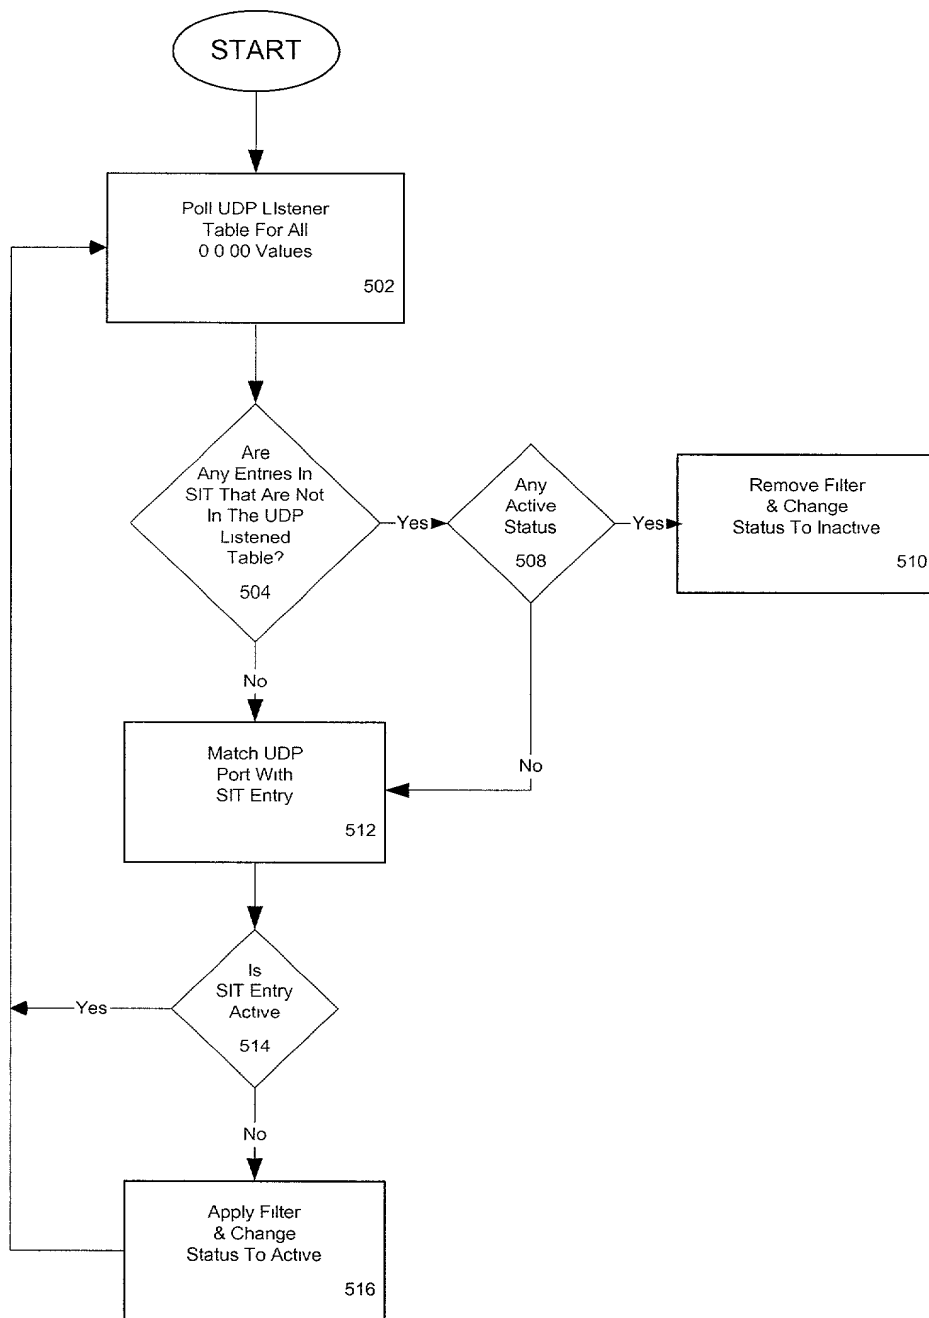 START
Poll UDP LIstener
Table For All
0 0 00 Values
502
Are
Any Entries In
SIT That Are Not
In The UDP
Listened
Table?
504
Yes
Any
Active
Status
508
Yes
Remove Filter
& Change
Status To Inactive
510
No
No
Match UDP
Port With
SIT Entry
512
Is
SIT Entry
Active
514
Yes
No
Apply Filter
& Change
Status To Active
516